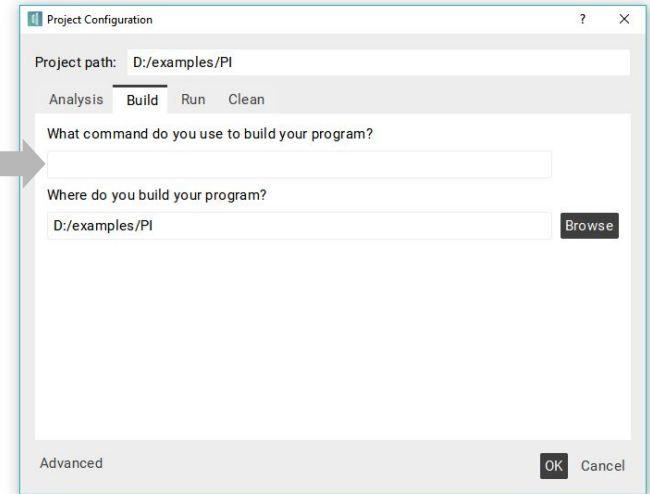 Project Configuration ? ×
Project path: D:/examples/PI
Analysis Build Run Clean
What command do you use to build your program?
Where do you build your program?
D:/examples/PI Browse
Advanced OK Cancel